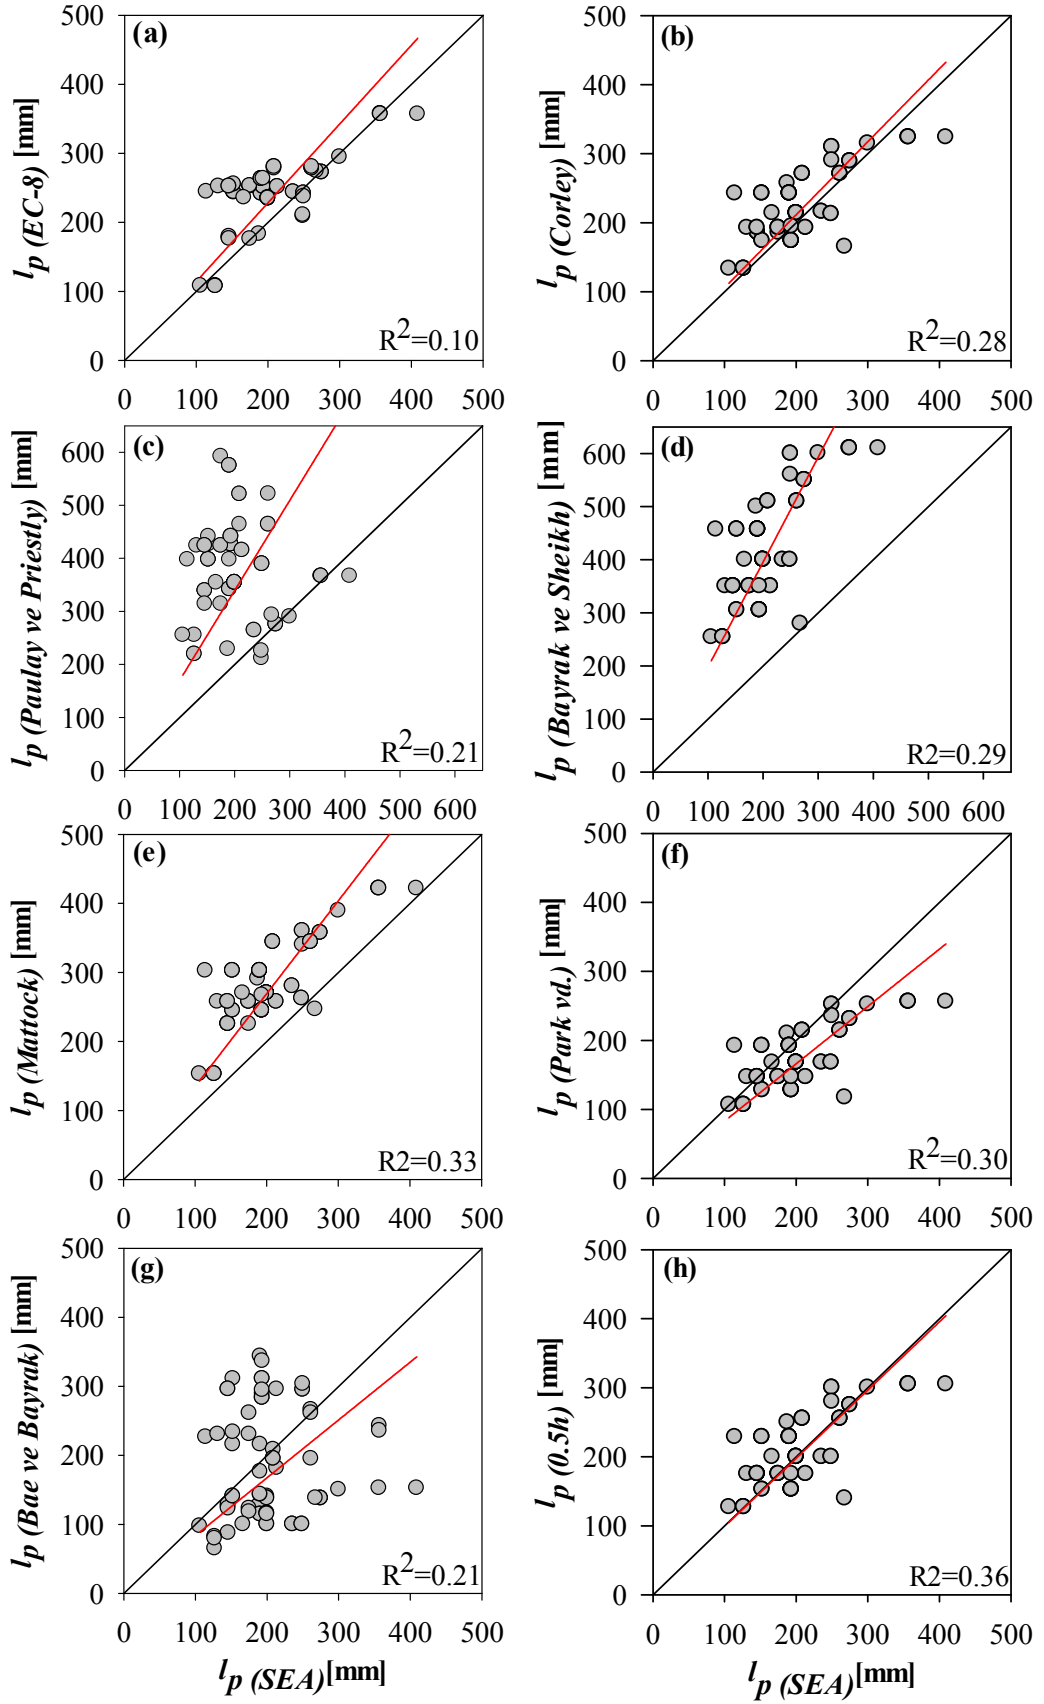 (a)
l_p (EC-8) [mm]
500
400
300
200
100
0
R²=0.10
0 100 200 300 400 500
(b)
l_p (Corley) [mm]
500
400
300
200
100
0
R²=0.28
0 100 200 300 400 500
(c)
l_p (Paulay ve Priestly) [mm]
600
500
400
300
200
100
0
R²=0.21
0 100 200 300 400 500 600
(d)
l_p (Bayrak ve Sheikh) [mm]
600
500
400
300
200
100
0
R2=0.29
100 200 300 400 500 600
(e)
l_p (Mattock) [mm]
500
400
300
200
100
0
R2=0.33
0 100 200 300 400 500
(f)
l_p (Park vd.) [mm]
500
400
300
200
100
0
R²=0.30
0 100 200 300 400 500
(g)
l_p (Bae ve Bayrak) [mm]
500
400
300
200
100
0
R²=0.21
0 100 200 300 400 500
l_p (SEA)[mm]
(h)
l_p (0.5h) [mm]
500
400
300
200
100
0
R2=0.36
0 100 200 300 400 500
l_p (SEA)[mm]